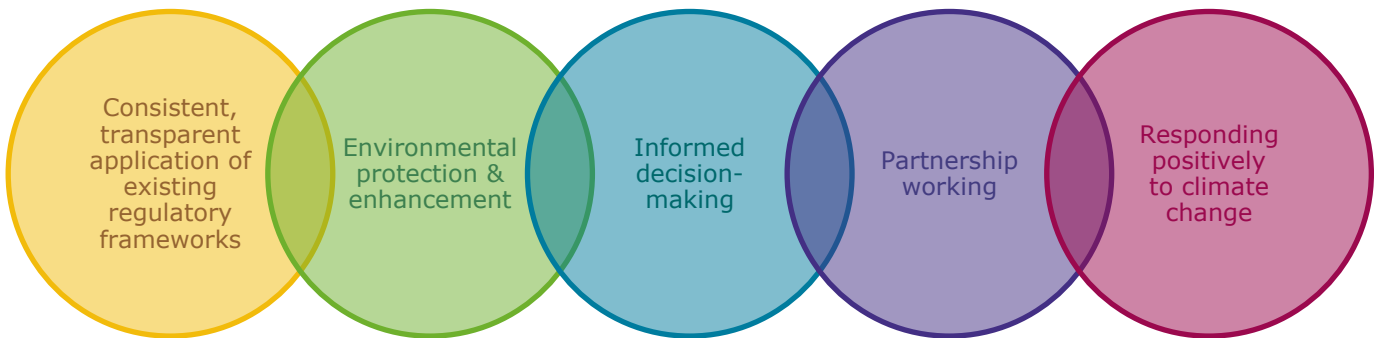 Consistent,
transparent
application of
existing
regulatory
frameworks
Environmental
protection &
enhancement
Informed
decision-
making
Partnership
working
Responding
positively
to climate
change